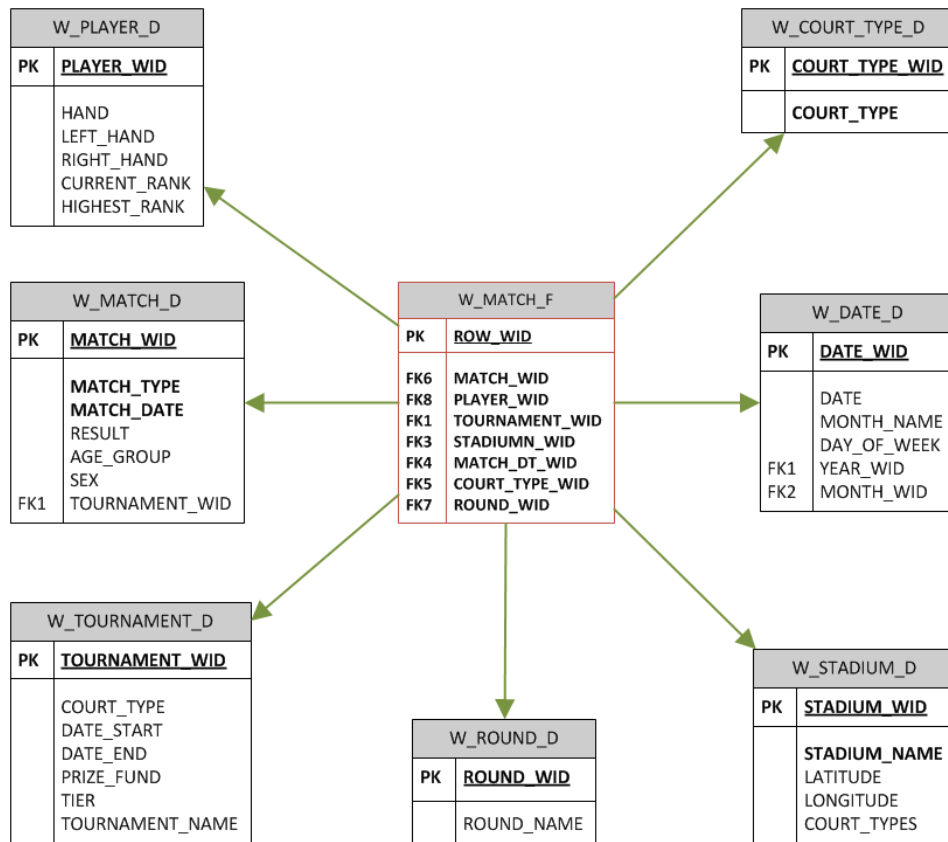 W_PLAYER_D
PK PLAYER_WID
HAND
LEFT_HAND
RIGHT_HAND
CURRENT_RANK
HIGHEST_RANK
W_COURT_TYPE_D
PK COURT_TYPE_WID
COURT_TYPE
W_MATCH_D
PK MATCH_WID
MATCH_TYPE
MATCH_DATE
RESULT
AGE_GROUP
SEX
FK1 TOURNAMENT_WID
W_MATCH_F
PK ROW_WID
FK6 MATCH_WID
FK8 PLAYER_WID
FK1 TOURNAMENT_WID
FK3 STADIUMN_WID
FK4 MATCH_DT_WID
FK5 COURT_TYPE_WID
FK7 ROUND_WID
W_DATE_D
PK DATE_WID
DATE
MONTH_NAME
DAY_OF_WEEK
FK1 YEAR_WID
FK2 MONTH_WID
W_TOURNAMENT_D
PK TOURNAMENT_WID
COURT_TYPE
DATE_START
DATE_END
PRIZE_FUND
TIER
TOURNAMENT_NAME
W_ROUND_D
PK ROUND_WID
ROUND_NAME
W_STADIUM_D
PK STADIUM_WID
STADIUM_NAME
LATITUDE
LONGITUDE
COURT_TYPES